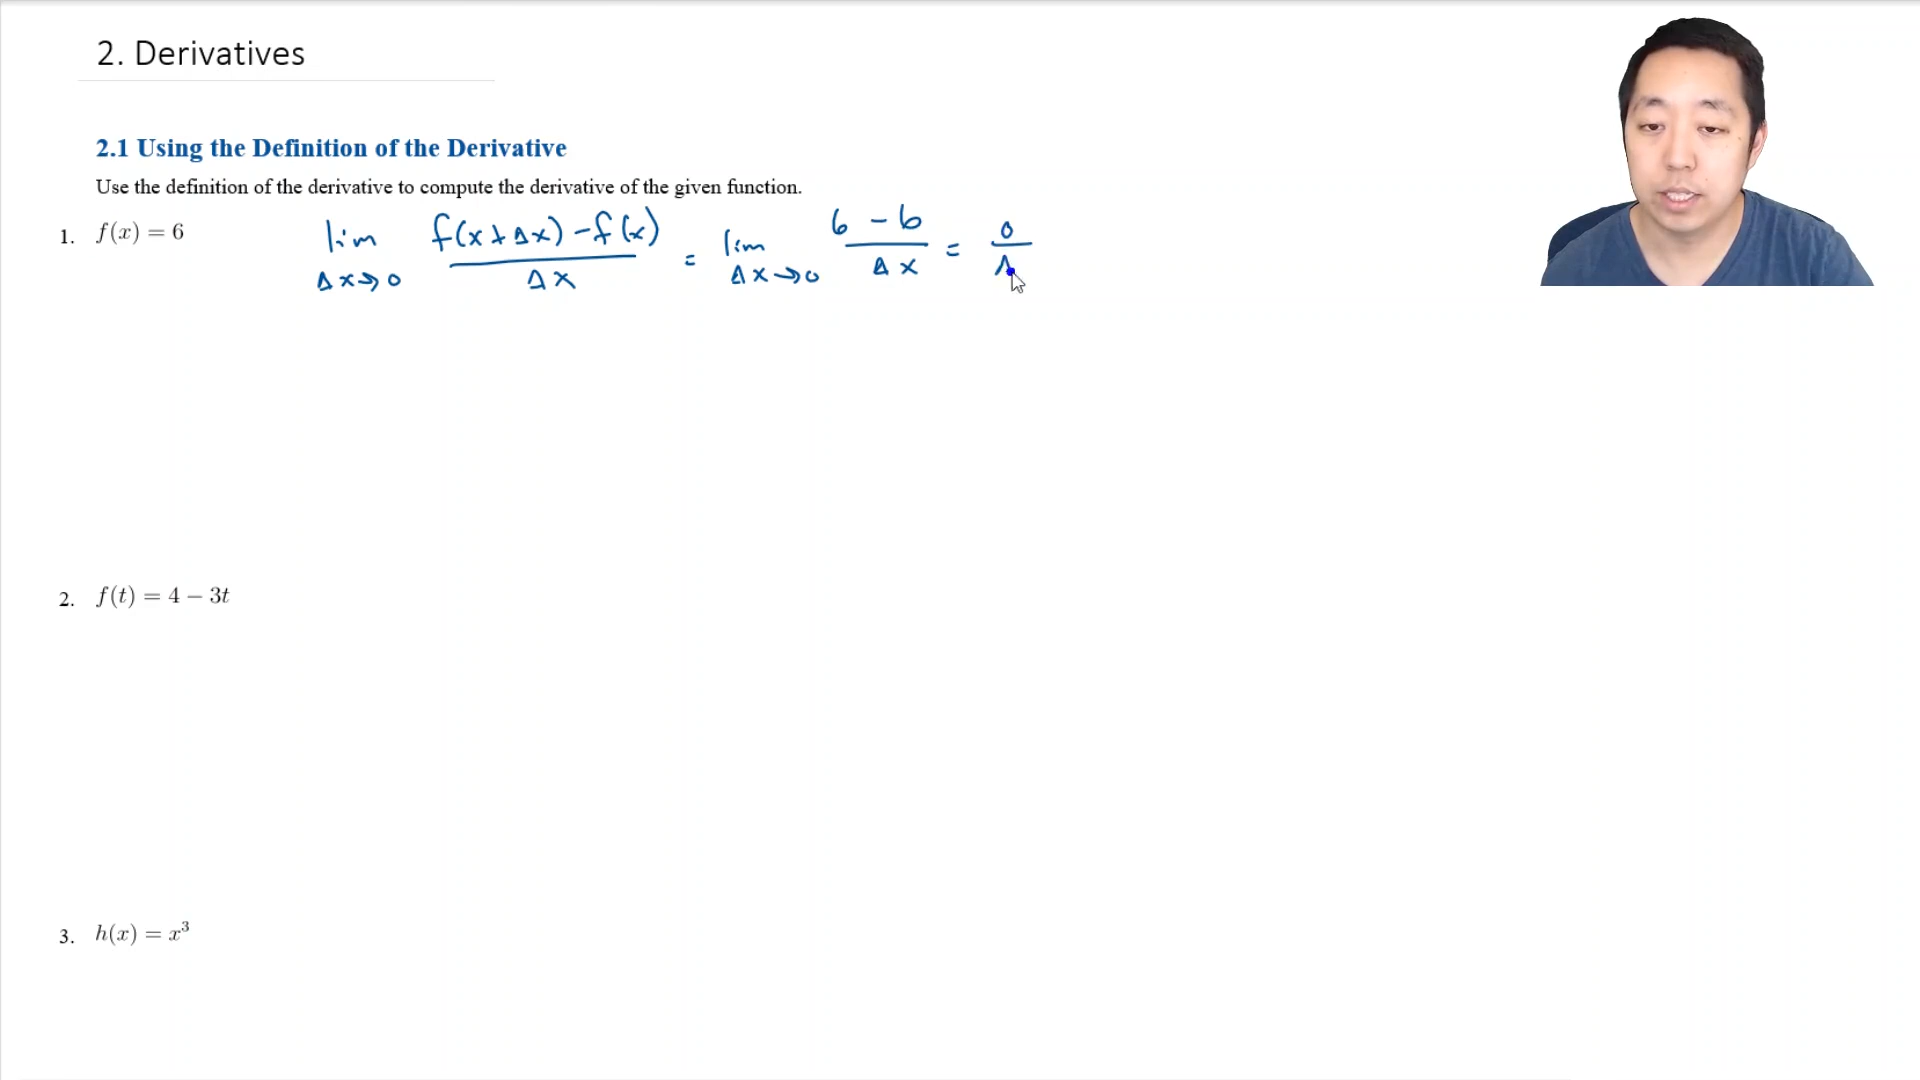 2. Derivatives
2.1 Using the Definition of the Derivative
Use the definition of the derivative to compute the derivative of the given function.
1. f(x) = 6
lim Δx→0 (f(x+Δx) - f(x))/Δx = lim Δx→0 (6 - 6)/Δx = 0/
2. f(t) = 4 − 3t
3. h(x) = x³